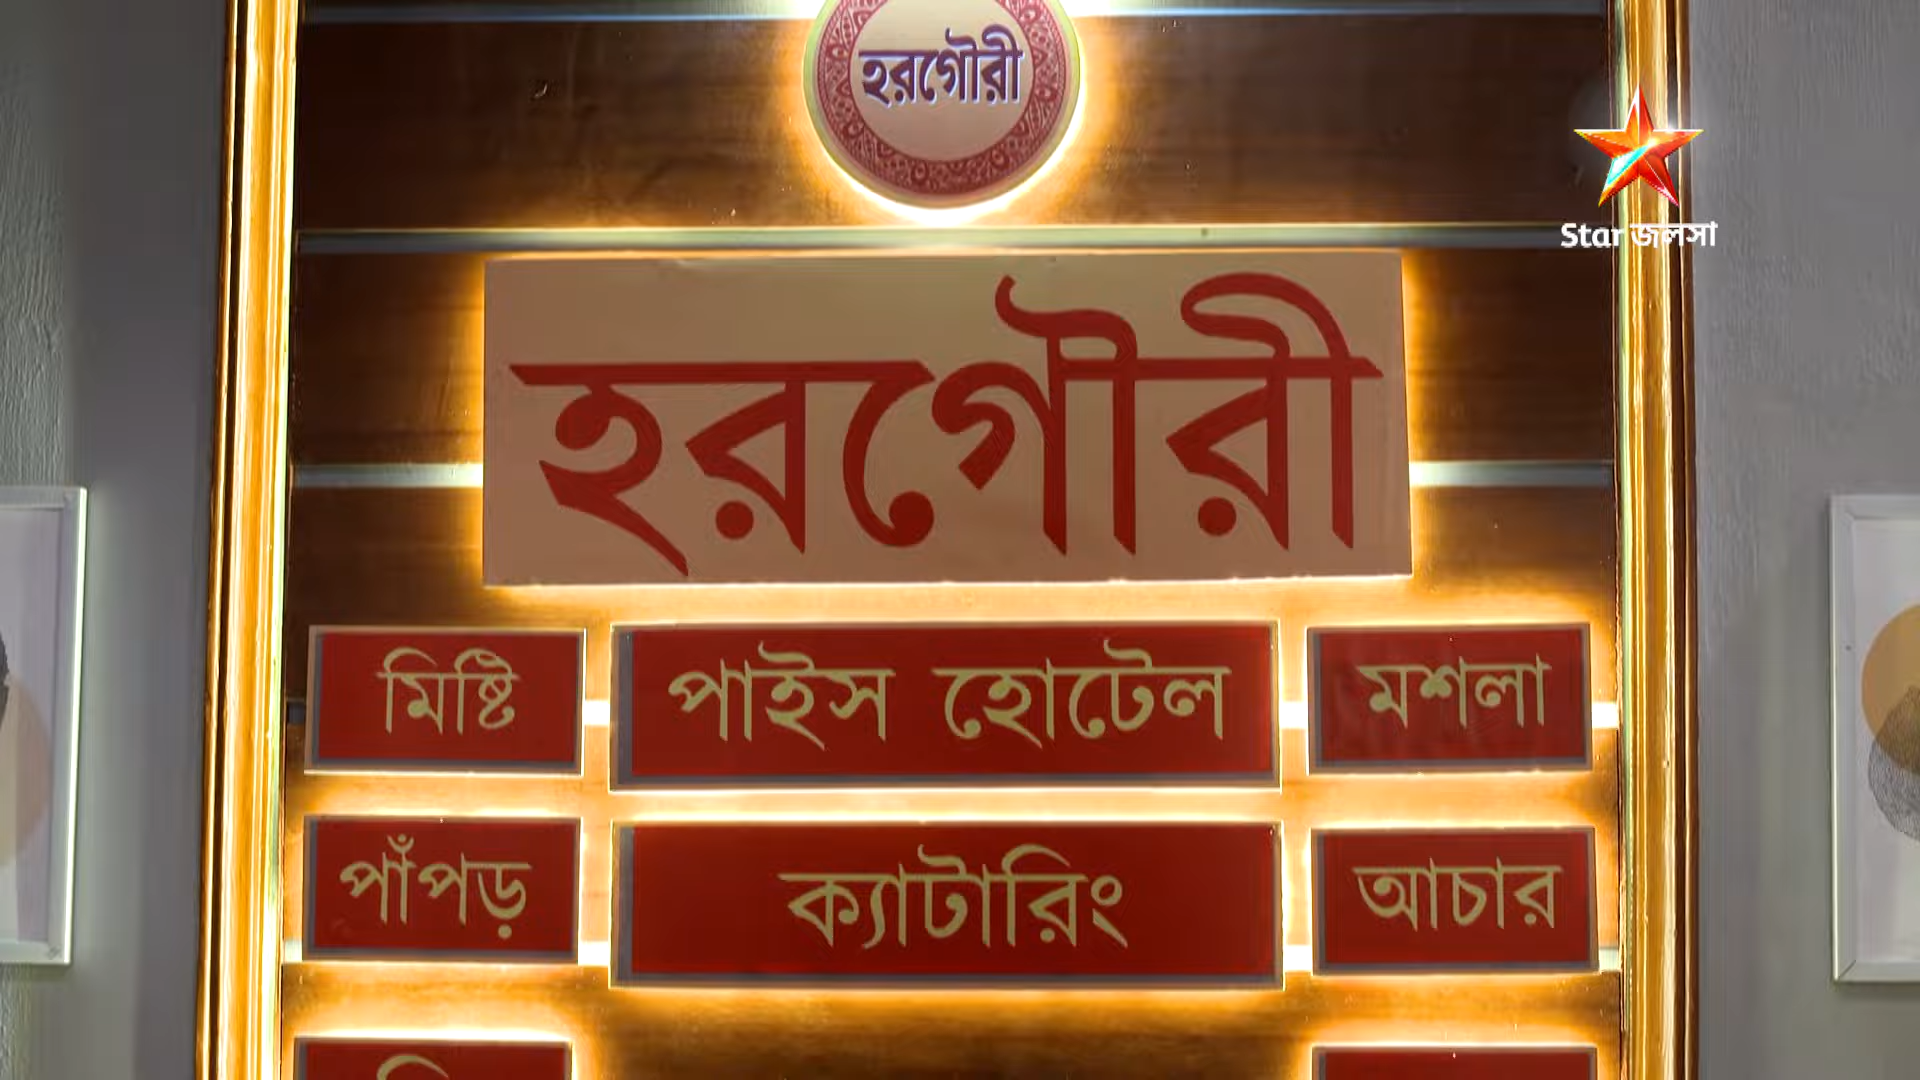 হরগৌরী
Star জলসা
হরগৌরী
মিষ্টি পাইস হোটেল মশলা
পাঁপড় ক্যাটারিং আচার